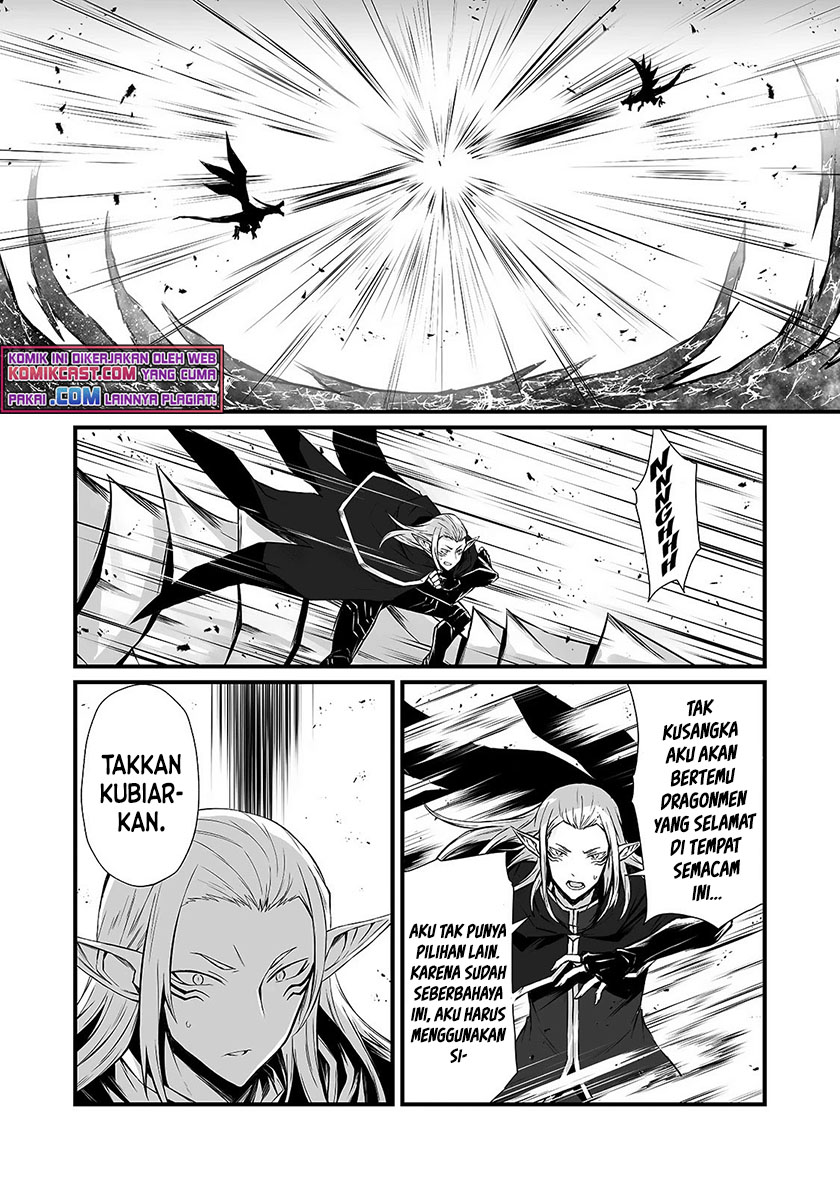 KOMIK INI DIKERJAKAN OLEH WEB
KOMIKCAST.COM YANG CUMA
PAKAI .COM LAINNYA PLAGIAT!
NNNGHHH
TAK
KUSANGKA
AKU AKAN
BERTEMU
DRAGONMEN
YANG SELAMAT
DI TEMPAT
SEMACAM
INI...
AKU TAK PUNYA
PILIHAN LAIN.
KARENA SUDAH
SEBERBAHAYA
INI, AKU HARUS
MENGGUNAKAN
SI-
TAKKAN
KUBIAR-
KAN.